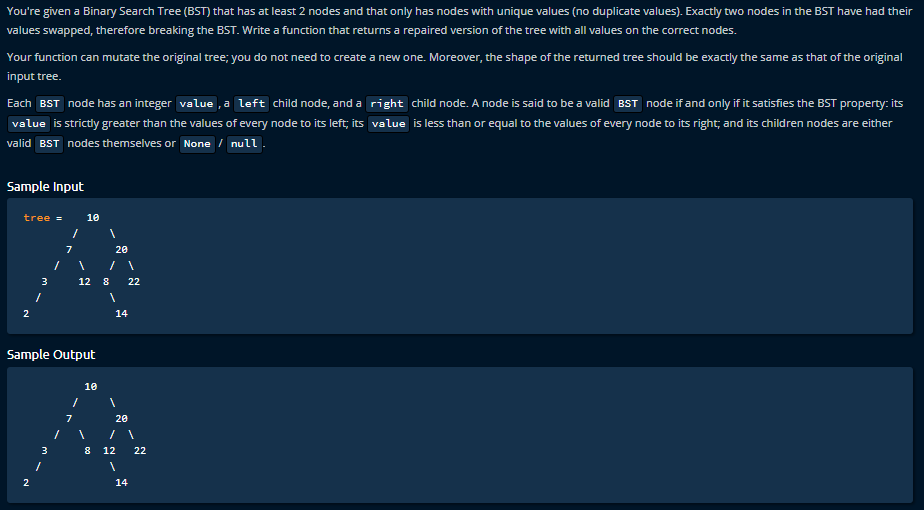 You're given a Binary Search Tree (BST) that has at least 2 nodes and that only has nodes with unique values (no duplicate values). Exactly two nodes in the BST have had their
values swapped, therefore breaking the BST. Write a function that returns a repaired version of the tree with all values on the correct nodes.
Your function can mutate the original tree; you do not need to create a new one. Moreover, the shape of the returned tree should be exactly the same as that of the original
input tree.
Each BST node has an integer value , a left child node, and a right child node. A node is said to be a valid BST node if and only if it satisfies the BST property: its
value is strictly greater than the values of every node to its left; its value is less than or equal to the values of every node to its right; and its children nodes are either
valid BST nodes themselves or None / null .
Sample Input
tree =    10
/     \
7      20
/   \   /  \
3    12  8   22
/          \
2           14
Sample Output
10
/     \
7      20
/   \   /  \
3     8  12   22
/          \
2           14